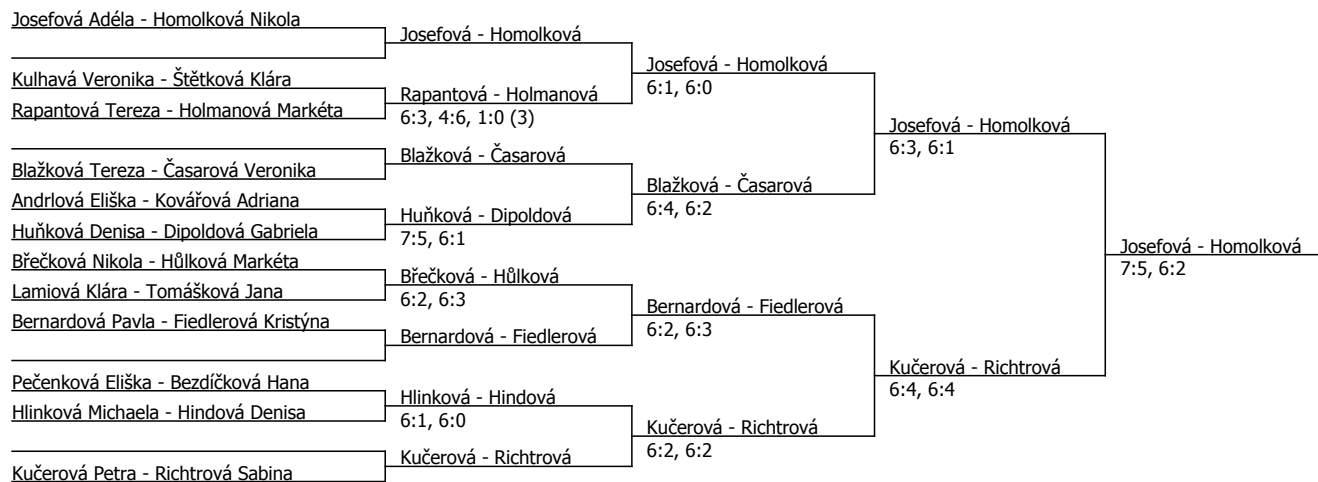 Josefová Adéla - Homolková Nikola
Kulhavá Veronika - Štětková Klára
Rapantová Tereza - Holmanová Markéta
Blažková Tereza - Časarová Veronika
Andrlová Eliška - Kovářová Adriana
Huňková Denisa - Dipoldová Gabriela
Břečková Nikola - Hůlková Markéta
Lamiová Klára - Tomášková Jana
Bernardová Pavla - Fiedlerová Kristýna
Pečenková Eliška - Bezdíčková Hana
Hlinková Michaela - Hindová Denisa
Kučerová Petra - Richtrová Sabina
Josefová - Homolková
Rapantová - Holmanová
6:3, 4:6, 1:0 (3)
Blažková - Časarová
Huňková - Dipoldová
7:5, 6:1
Břečková - Hůlková
6:2, 6:3
Bernardová - Fiedlerová
Hlinková - Hindová
6:1, 6:0
Kučerová - Richtrová
Josefová - Homolková
6:1, 6:0
Blažková - Časarová
6:4, 6:2
Bernardová - Fiedlerová
6:2, 6:3
Kučerová - Richtrová
6:2, 6:2
Josefová - Homolková
6:3, 6:1
Kučerová - Richtrová
6:4, 6:4
Josefová - Homolková
7:5, 6:2